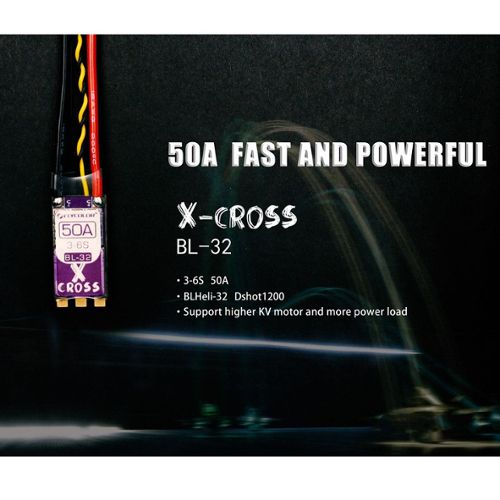 50A FAST AND POWERFUL
X-CROSS
BL-32
• 3-6S 50A
• BLHeli-32 Dshot1200
• Support higher KV motor and more power load
50A
3-6S
BL-32
X
CROSS